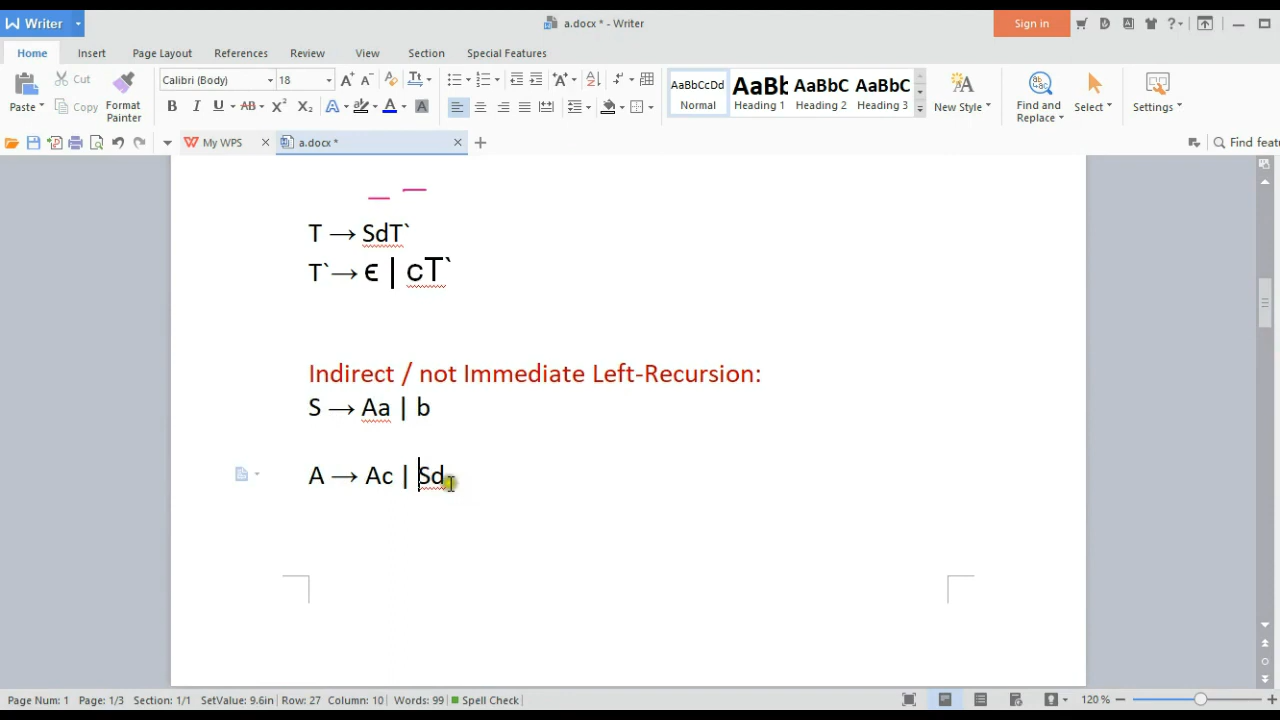 Writer
a.docx * - Writer
Sign in
Home Insert Page Layout References Review View Section Special Features
Paste Cut Copy Format Painter
Calibri (Body) 18
B I U AB X² X₂ A A A
AaBbCcDd Normal
AaBb Heading 1
AaBbC Heading 2
AaBbC Heading 3
New Style
Find and Replace
Select
Settings
My WPS
a.docx *
Find feat
T → SdT`
T`→ ϵ | cT`
Indirect / not Immediate Left-Recursion:
S → Aa | b
A → Ac | Sd
Page Num: 1 Page: 1/3 Section: 1/1 SetValue: 9.6in Row: 27 Column: 10 Words: 99 Spell Check
120 %